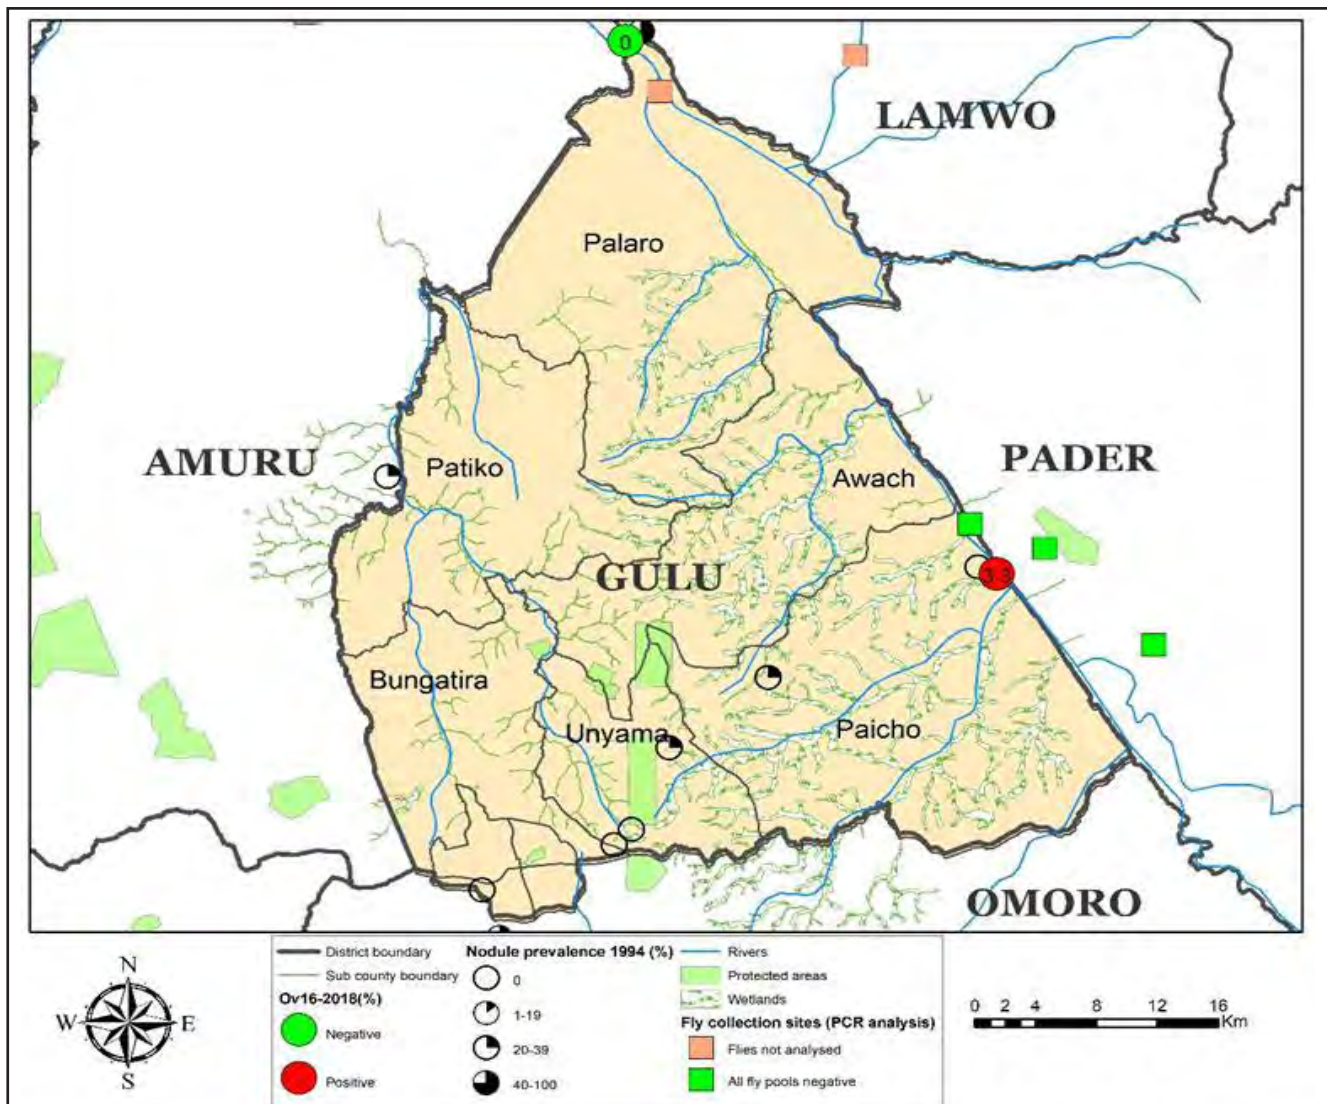 0
LAMWO
Palaro
AMURU
Patiko
Awach
PADER
GULU
3.3
Bungatira
Unyama
Paicho
OMORO
N
W E
S
District boundary
Sub county boundary
Ov16-2018(%)
Negative
Positive
Nodule prevalence 1994 (%)
0
1-19
20-39
40-100
Rivers
Protected areas
Wetlands
Fly collection sites (PCR analysis)
Flies not analysed
All fly pools negative
0 2 4 8 12 16
Km